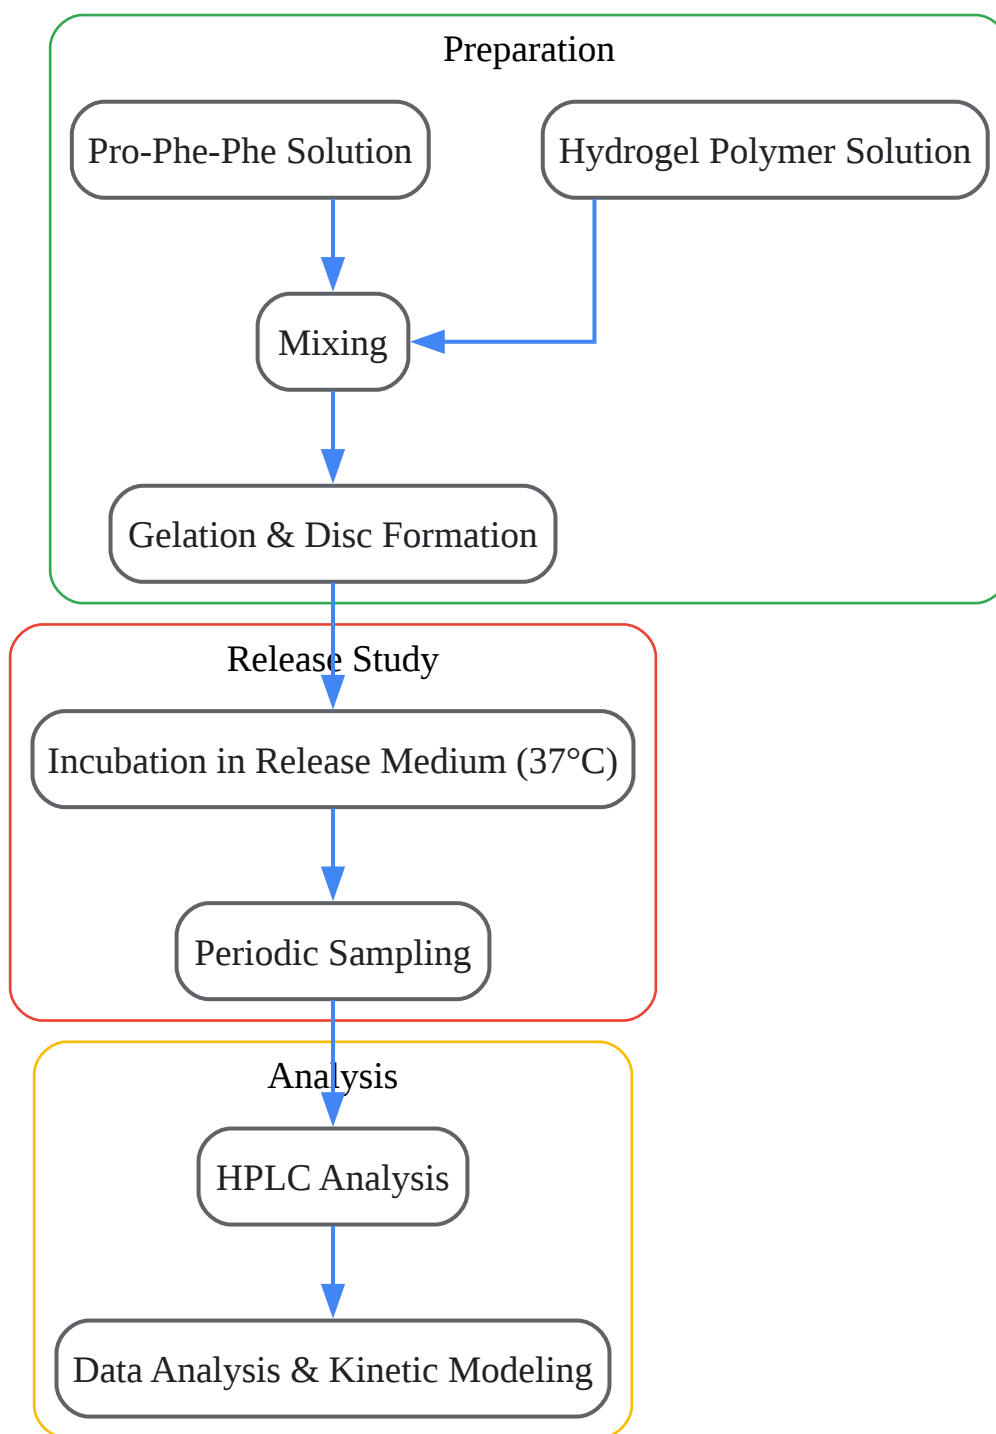 Preparation
Pro-Phe-Phe Solution
Hydrogel Polymer Solution
Mixing
Gelation & Disc Formation
Release Study
Incubation in Release Medium (37°C)
Periodic Sampling
Analysis
HPLC Analysis
Data Analysis & Kinetic Modeling